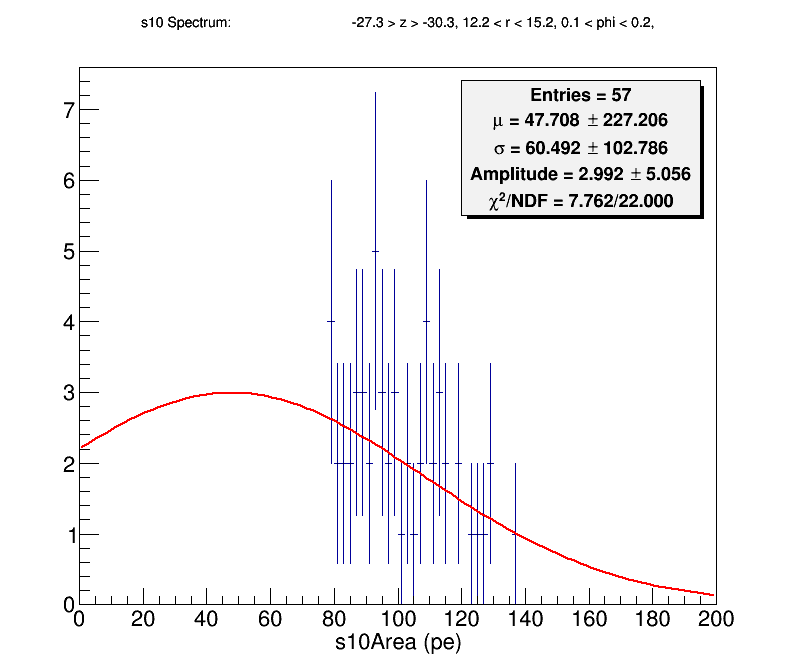 s10 Spectrum: -27.3 > z > -30.3, 12.2 < r < 15.2, 0.1 < phi < 0.2,
Entries = 57
μ = 47.708 ± 227.206
σ = 60.492 ± 102.786
Amplitude = 2.992 ± 5.056
χ²/NDF = 7.762/22.000
7
6
5
4
3
2
1
0
0 20 40 60 80 100 120 140 160 180 200
s10Area (pe)